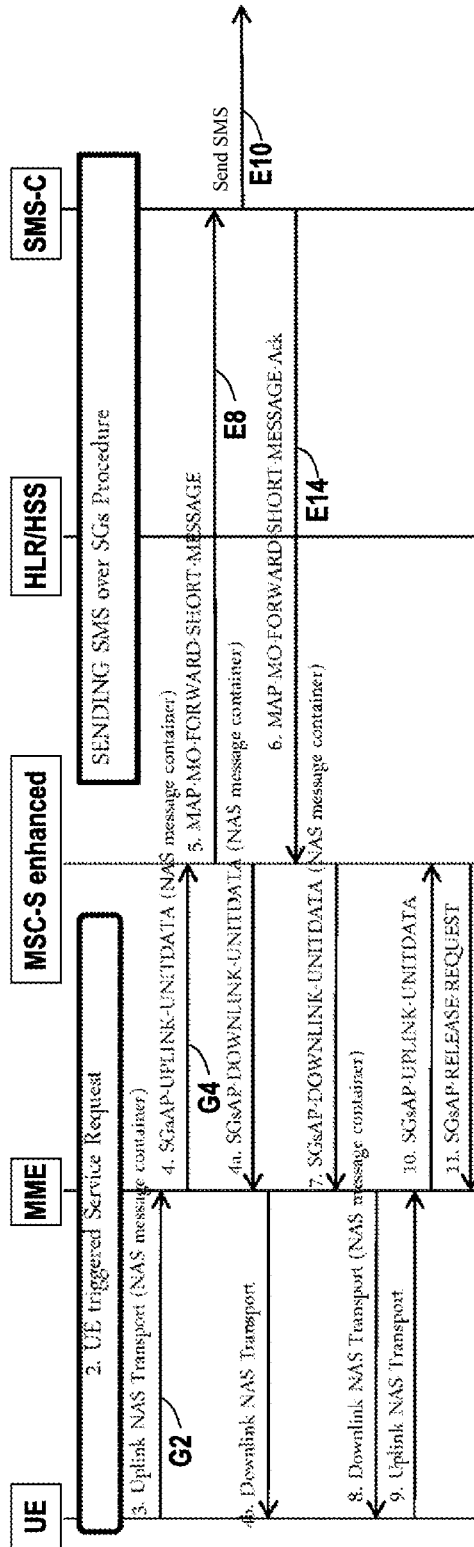 UE
MME
MSC-S enhanced
HLR/HSS
SMS-C
2. UE triggered Service Request
SENDING SMS over SGs Procedure
3. Uplink NAS Transport (NAS message container)
G2
4. SGsAP-UPLINK-UNITDATA (NAS message container)
G4
5. MAP-MO-FORWARD-SHORT-MESSAGE
E8
Send SMS
E10
4a. SGsAP-DOWNLINK-UNITDATA (NAS message container)
4b. Downlink NAS Transport
6. MAP-MO-FORWARD-SHORT-MESSAGE-Ack
E14
7. SGsAP-DOWNLINK-UNITDATA (NAS message container)
8. Downlink NAS Transport (NAS message container)
9. Uplink NAS Transport
10. SGsAP-UPLINK-UNITDATA
11. SGsAP-RELEASE-REQUEST